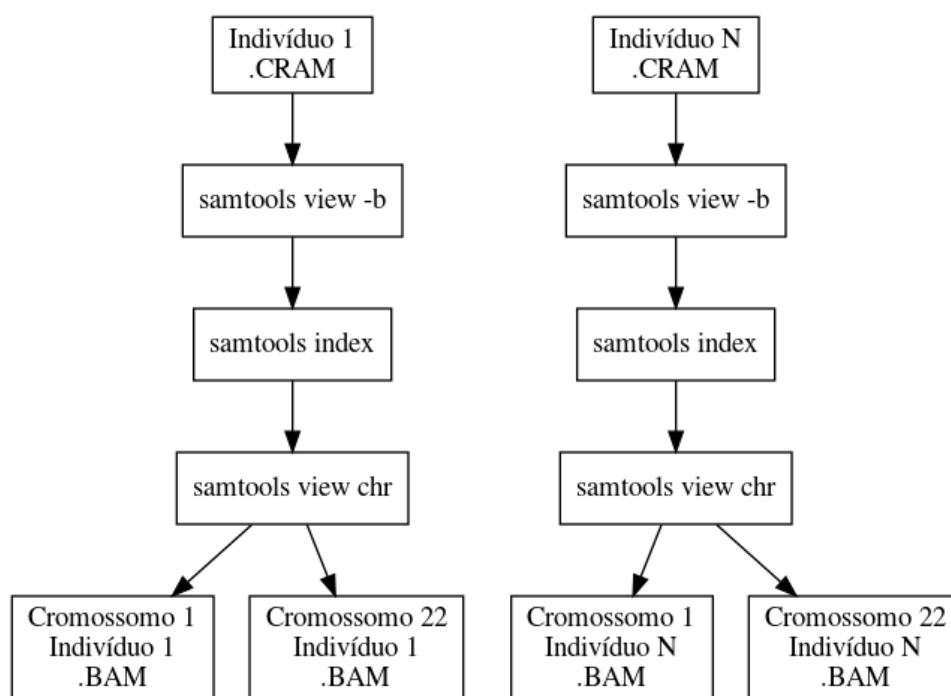 Indivíduo 1
.CRAM
Indivíduo N
.CRAM
samtools view -b
samtools view -b
samtools index
samtools index
samtools view chr
samtools view chr
Cromossomo 1
Indivíduo 1
.BAM
Cromossomo 22
Indivíduo 1
.BAM
Cromossomo 1
Indivíduo N
.BAM
Cromossomo 22
Indivíduo N
.BAM